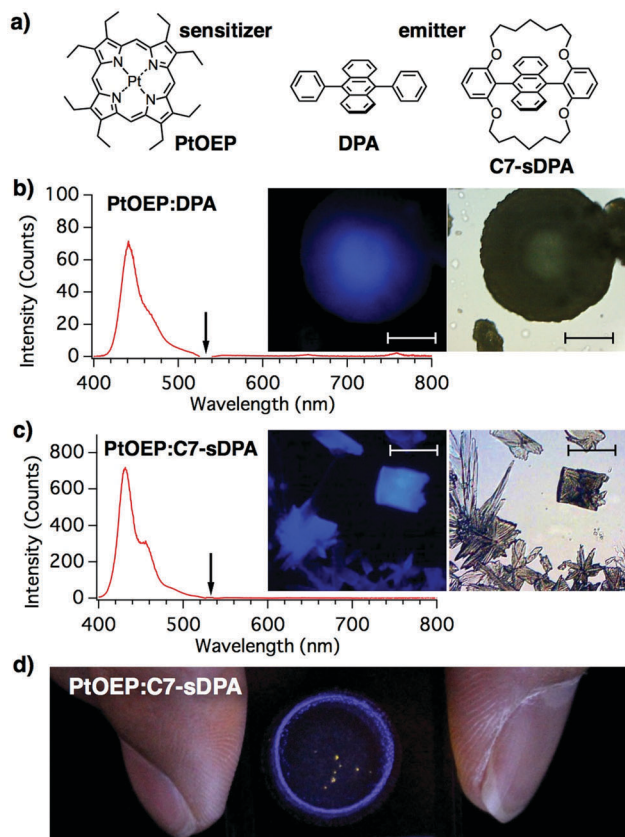 a)
sensitizer
emitter
N
N
Pt
N
N
PtOEP
DPA
O
O
O
O
C7-sDPA
b)
PtOEP:DPA
Intensity (Counts)
100
80
60
40
20
0
400 500 600 700 800
Wavelength (nm)
c)
PtOEP:C7-sDPA
Intensity (Counts)
800
600
400
200
0
400 500 600 700 800
Wavelength (nm)
d)
PtOEP:C7-sDPA